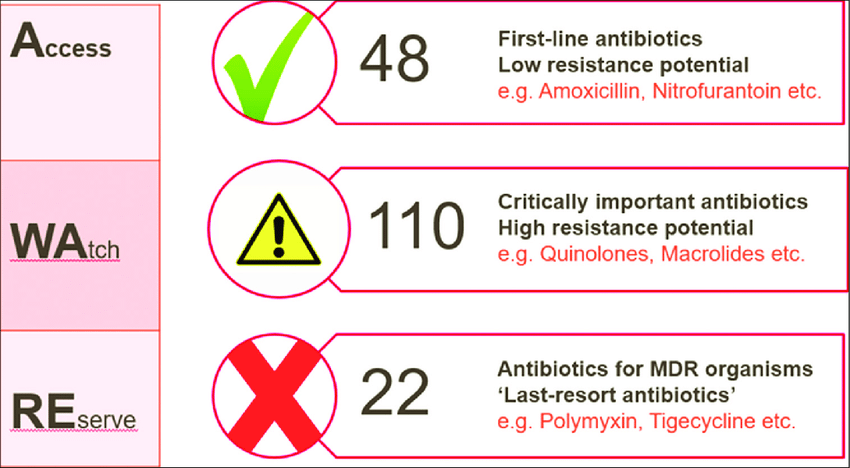 Access
48
First-line antibiotics
Low resistance potential
e.g. Amoxicillin, Nitrofurantoin etc.
WAtch
110
Critically important antibiotics
High resistance potential
e.g. Quinolones, Macrolides etc.
REserve
22
Antibiotics for MDR organisms
‘Last-resort antibiotics’
e.g. Polymyxin, Tigecycline etc.